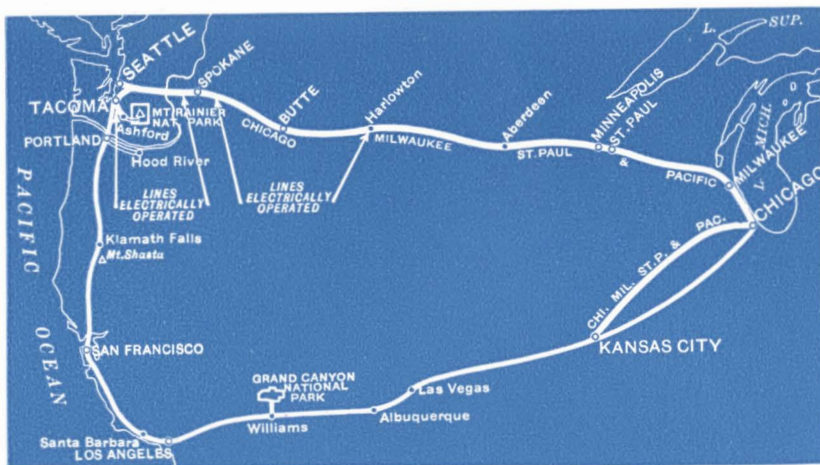 L. SUP.
SEATTLE
SPOKANE
TACOMA
MT. RAINIER
NAT. PARK
Ashford
PORTLAND
Hood River
BUTTE
Harlowton
Aberdeen
MINNEAPOLIS
ST. PAUL
CHICAGO
MILWAUKEE
ST. PAUL
&
PACIFIC
L. MICH.
MILWAUKEE
CHICAGO
LINES
ELECTRICALLY
OPERATED
LINES
ELECTRICALLY
OPERATED
PACIFIC
OCEAN
Klamath Falls
Mt. Shasta
CHI. MIL. ST. P. & PAC.
KANSAS CITY
SAN FRANCISCO
GRAND CANYON
NATIONAL
PARK
Las Vegas
Williams
Albuquerque
Santa Barbara
LOS ANGELES